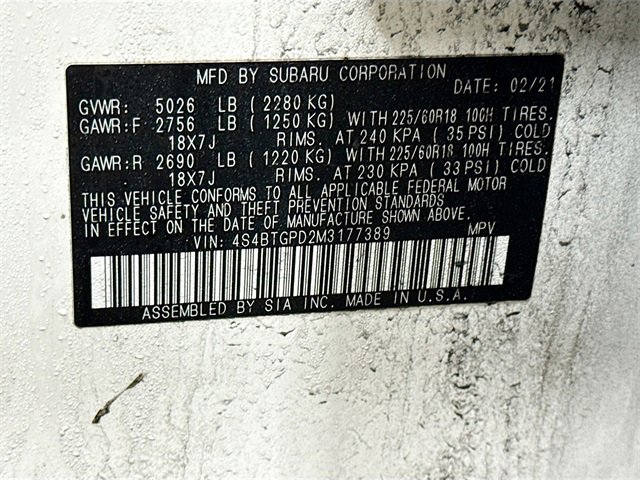 MFD BY SUBARU CORPORATION DATE: 02/21
GVWR: 5026 LB (2280 KG)
GAWR:F 2756 LB (1250 KG) WITH 225/60R18 100H TIRES.
18X7J RIMS. AT 240 KPA (35 PSI) COLD
GAWR:R 2690 LB (1220 KG) WITH 225/60R18 100H TIRES.
18X7J RIMS. AT 230 KPA (33 PSI) COLD
THIS VEHICLE CONFORMS TO ALL APPLICABLE FEDERAL MOTOR
VEHICLE SAFETY AND THEFT PREVENTION STANDARDS
IN EFFECT ON THE DATE OF MANUFACTURE SHOWN ABOVE.
VIN: 4S4BTGPD2M3177389 MPV
ASSEMBLED BY SIA INC. MADE IN U.S.A.